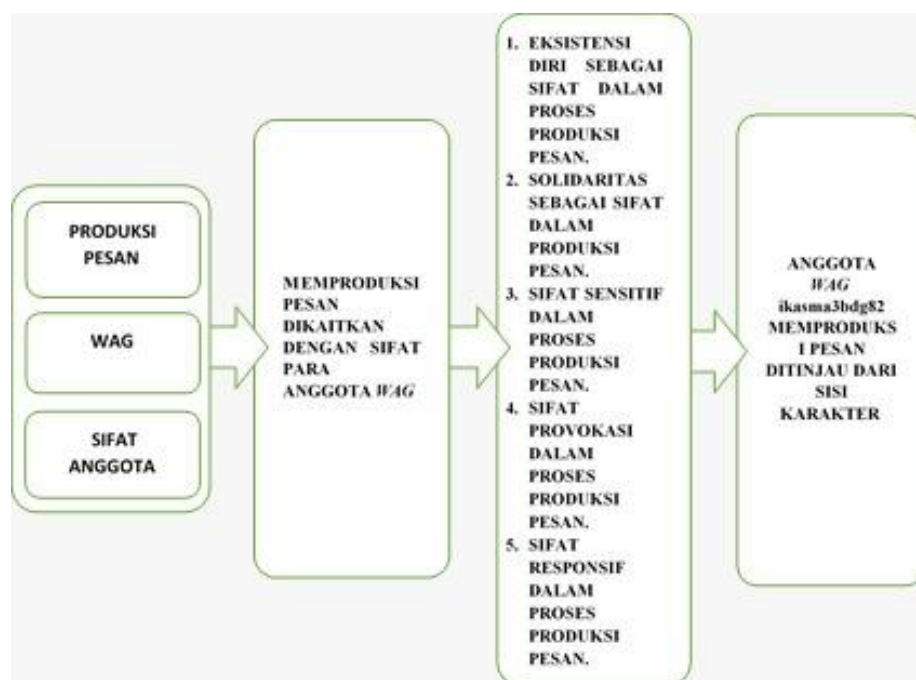 PRODUKSI
PESAN
WAG
SIFAT
ANGGOTA
MEMPRODUKSI
PESAN
DIKAITKAN
DENGAN SIFAT
PARA
ANGGOTA WAG
1. EKSISTENSI
DIRI SEBAGAI
SIFAT DALAM
PROSES
PRODUKSI
PESAN.
2. SOLIDARITAS
SEBAGAI SIFAT
DALAM
PRODUKSI
PESAN.
3. SIFAT SENSITIF
DALAM
PROSES
PRODUKSI
PESAN.
4. SIFAT
PROVOKASI
DALAM
PROSES
PRODUKSI
PESAN.
5. SIFAT
RESPONSIF
DALAM
PROSES
PRODUKSI
PESAN.
ANGGOTA
WAG
ikasma3bdg82
MEMPRODUKS
I PESAN
DITINJAU DARI
SISI
KARAKTER